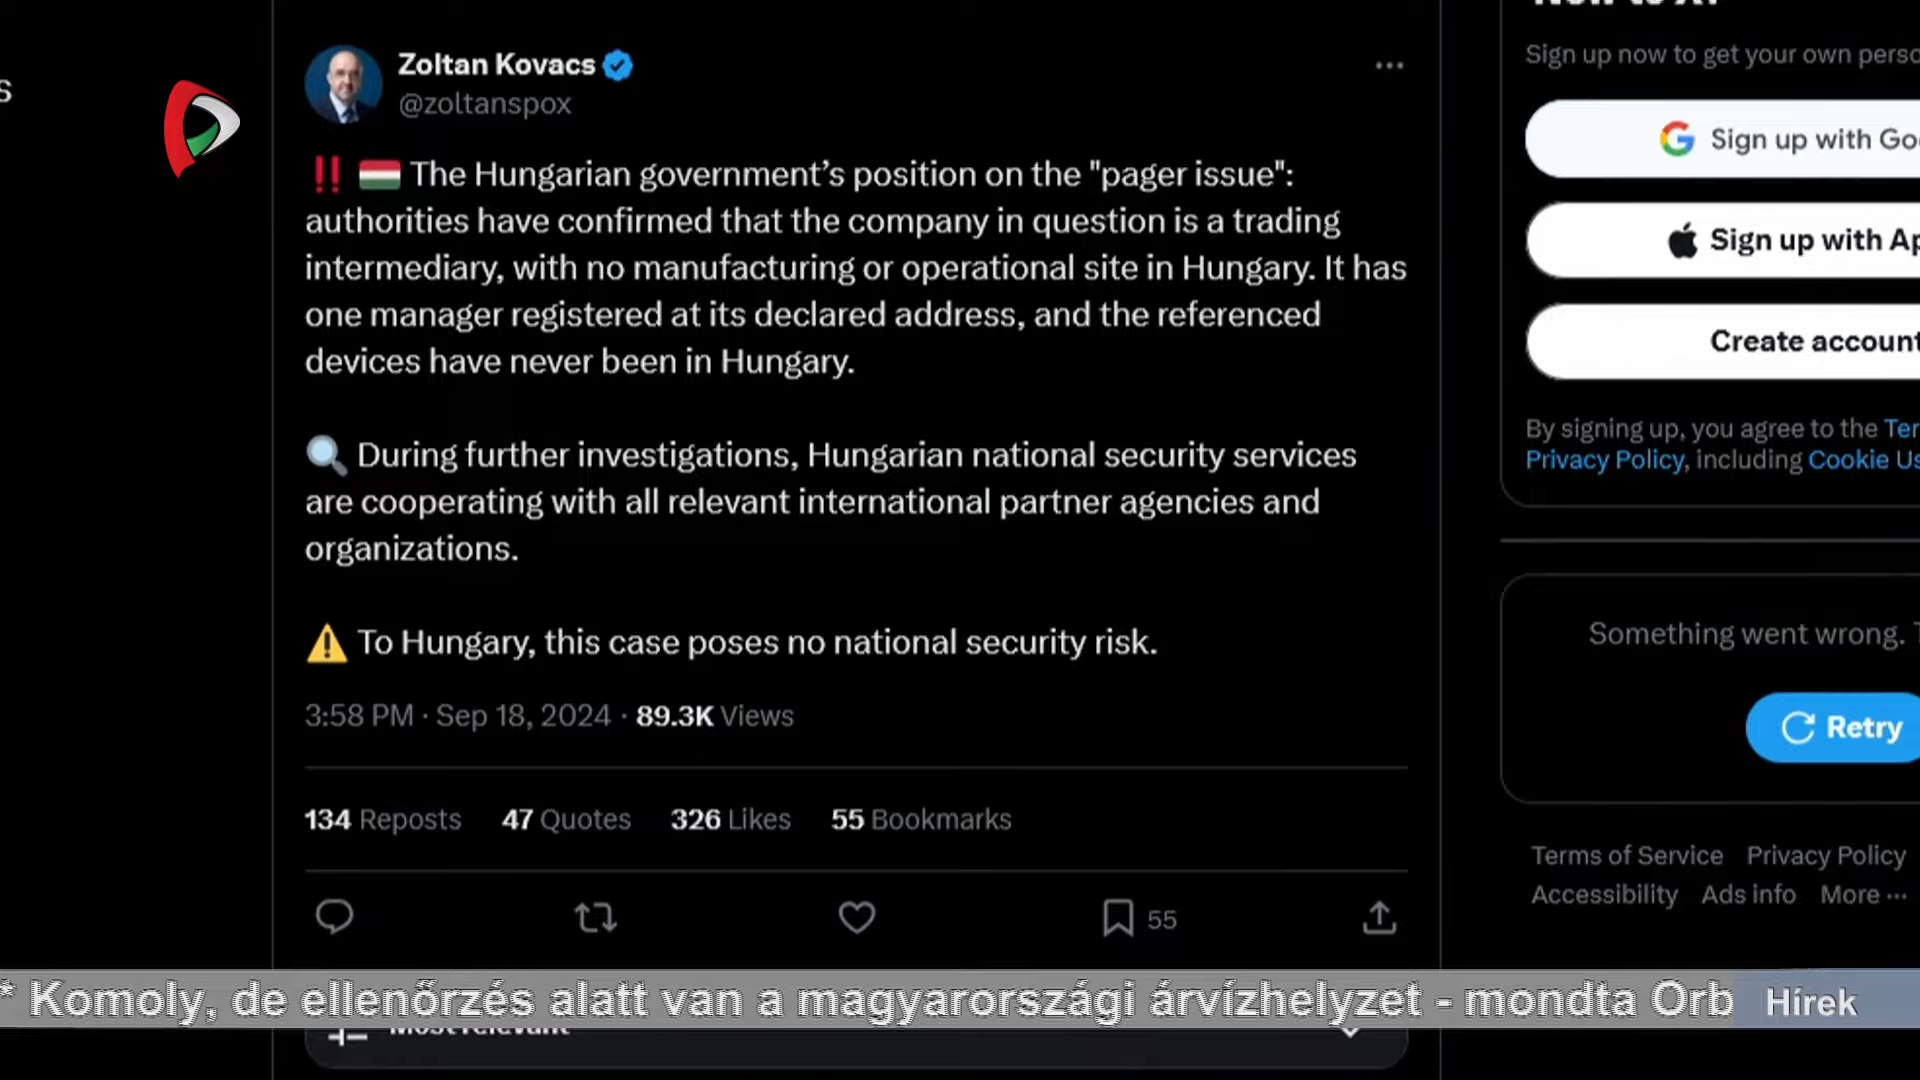 Zoltan Kovacs
@zoltanspox
‼️ 🇭🇺 The Hungarian government’s position on the "pager issue":
authorities have confirmed that the company in question is a trading
intermediary, with no manufacturing or operational site in Hungary. It has
one manager registered at its declared address, and the referenced
devices have never been in Hungary.
🔍 During further investigations, Hungarian national security services
are cooperating with all relevant international partner agencies and
organizations.
⚠️ To Hungary, this case poses no national security risk.
3:58 PM · Sep 18, 2024 · 89.3K Views
134 Reposts 47 Quotes 326 Likes 55 Bookmarks
55
Sign up now to get your own perso
Sign up with Goo
Sign up with Ap
Create account
By signing up, you agree to the Ter
Privacy Policy, including Cookie Us
Something went wrong. T
Retry
Terms of Service Privacy Policy
Accessibility Ads info More ···
* Komoly, de ellenőrzés alatt van a magyarországi árvízhelyzet - mondta Orb
Hírek